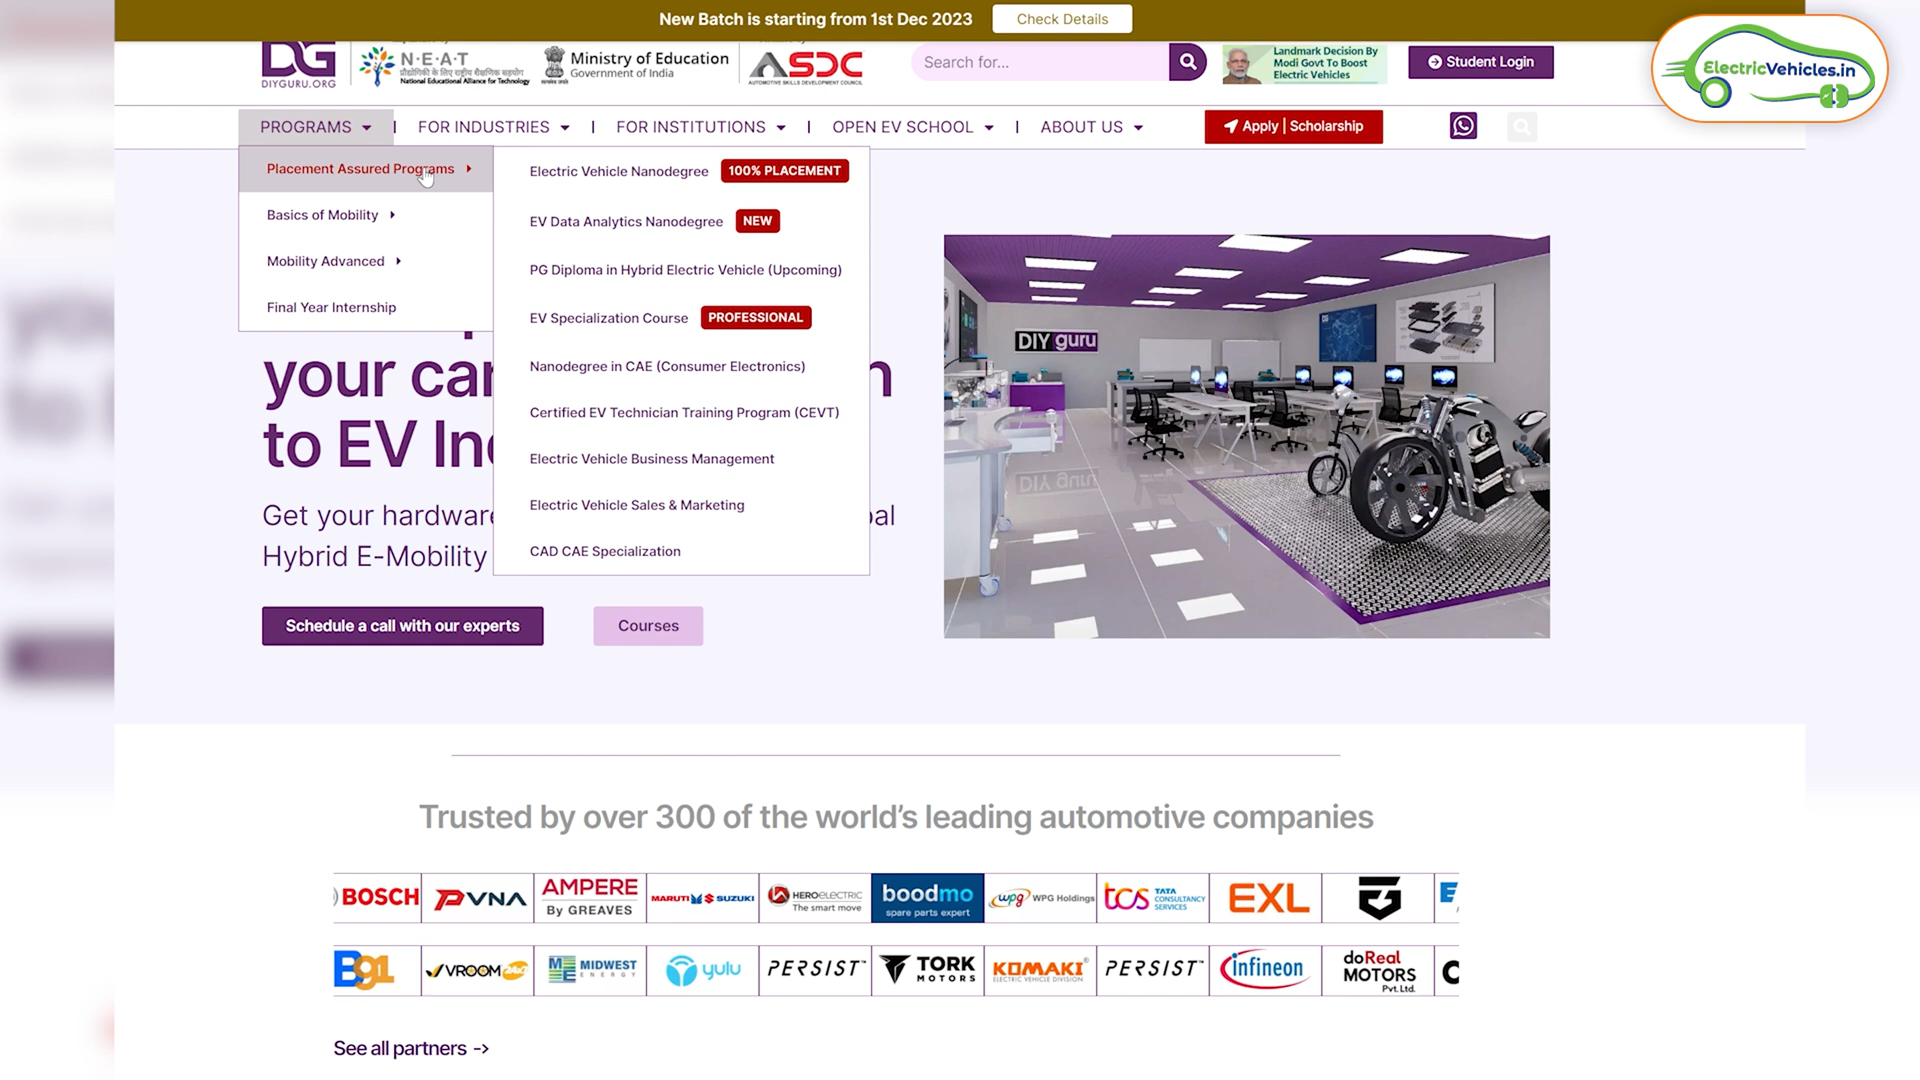 New Batch is starting from 1st Dec 2023
Check Details
ElectricVehicles.in
DG
DIYGURU.ORG
N·E·A·T
National Educational Alliance for Technology
Ministry of Education
Government of India
ASDC
AUTOMOTIVE SKILLS DEVELOPMENT COUNCIL
Search for...
Landmark Decision By
Modi Govt To Boost
Electric Vehicles
Student Login
PROGRAMS
FOR INDUSTRIES
FOR INSTITUTIONS
OPEN EV SCHOOL
ABOUT US
Apply | Scholarship
Placement Assured Programs
Basics of Mobility
Mobility Advanced
Final Year Internship
Electric Vehicle Nanodegree 100% PLACEMENT
EV Data Analytics Nanodegree NEW
PG Diploma in Hybrid Electric Vehicle (Upcoming)
EV Specialization Course PROFESSIONAL
Nanodegree in CAE (Consumer Electronics)
Certified EV Technician Training Program (CEVT)
Electric Vehicle Business Management
Electric Vehicle Sales & Marketing
CAD CAE Specialization
your
to EV
Get your
Hybrid E-Mobility
Schedule a call with our experts
Courses
DIYguru
Trusted by over 300 of the world's leading automotive companies
BOSCH
PVNA
AMPERE
By GREAVES
MARUTI SUZUKI
HERO ELECTRIC
The smart move
boodmo
spare parts expert
wpg WPG Holdings
tcs TATA
CONSULTANCY
SERVICES
EXL
B91
VROOM 24x7
MIDWEST
ENERGY
yulu
PERSIST™
TORK
MOTORS
KOMAKI®
ELECTRIC VEHICLE DIVISION
PERSIST™
infineon
doReal
MOTORS
Pvt. Ltd.
See all partners ->